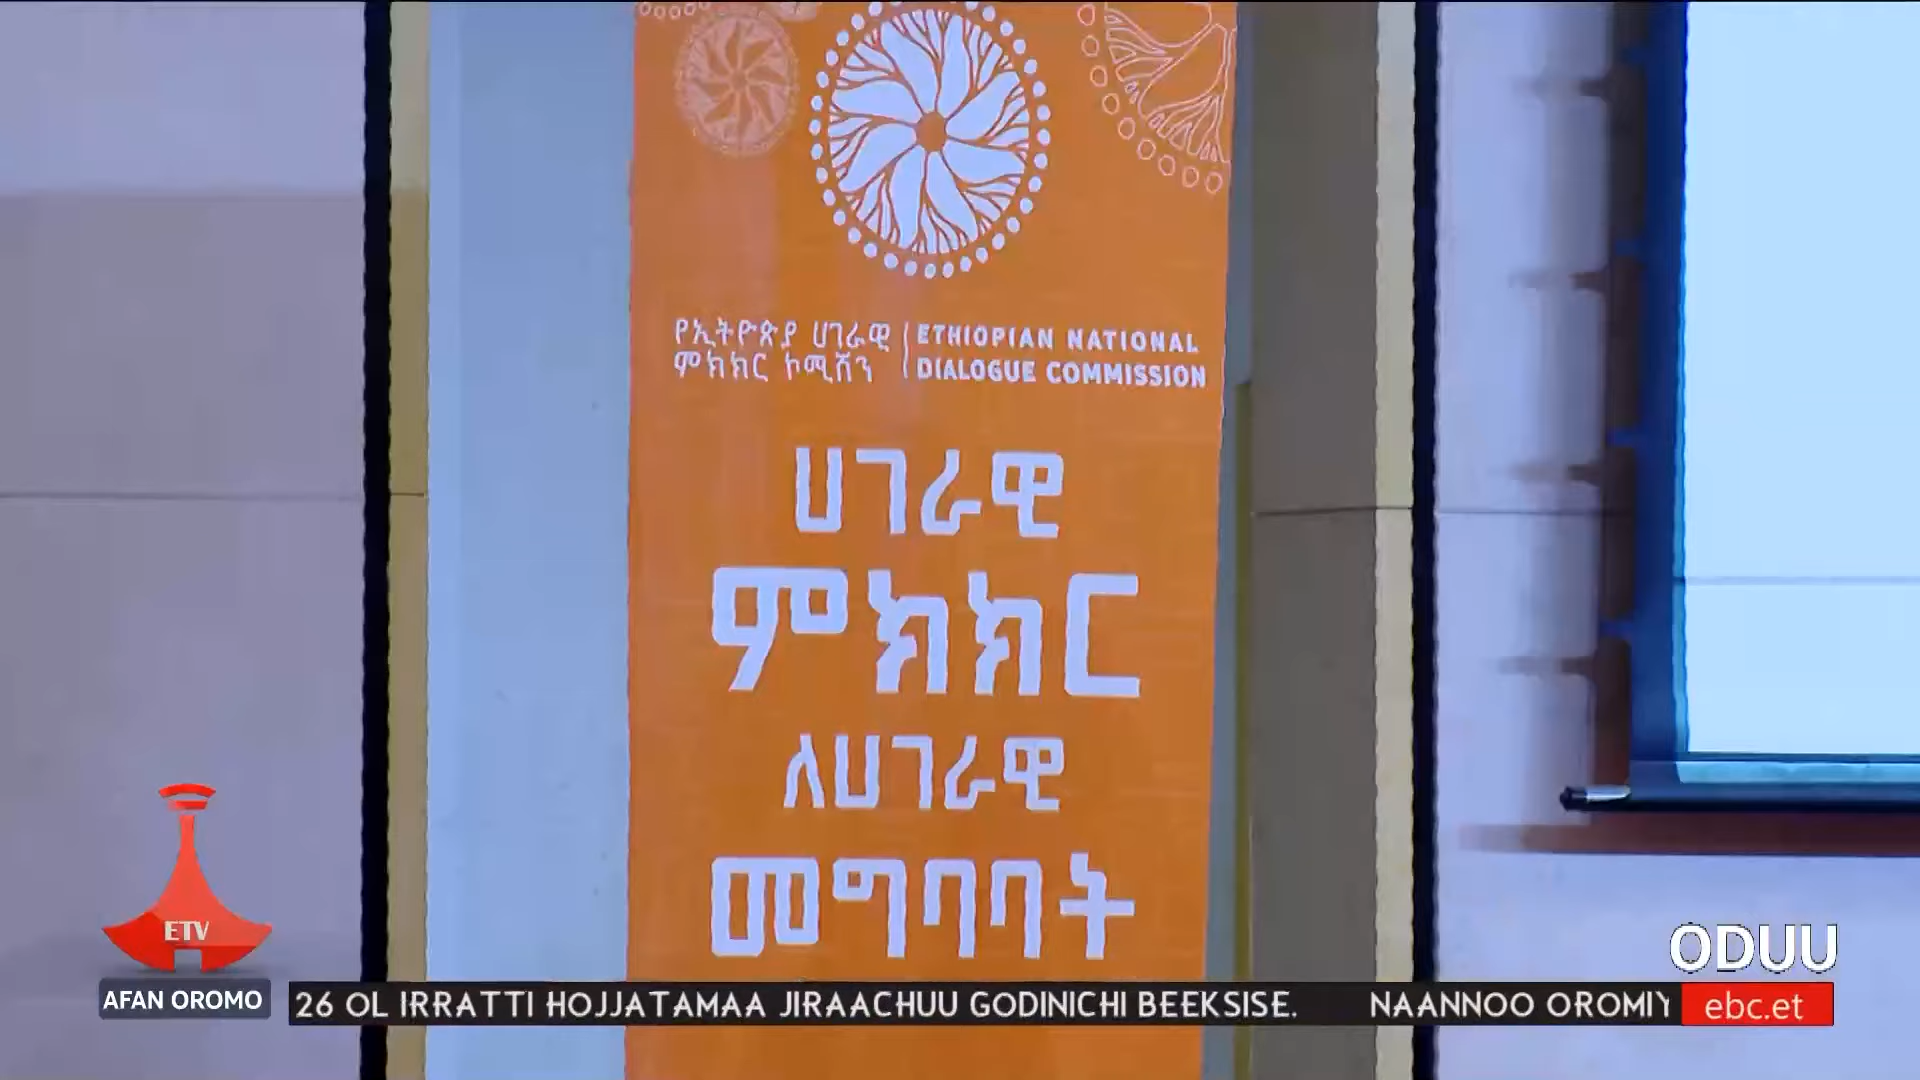 የኢትዮጵያ ሀገራዊ
ምክክር ኮሚሽን
ETHIOPIAN NATIONAL
DIALOGUE COMMISSION
ሀገራዊ
ምክክር
ለሀገራዊ
መግባባት
ETV
AFAN OROMO
ODUU
26 OL IRRATTI HOJJATAMAA JIRAACHUU GODINICHI BEEKSISE. NAANNOO OROMIY
ebc.et